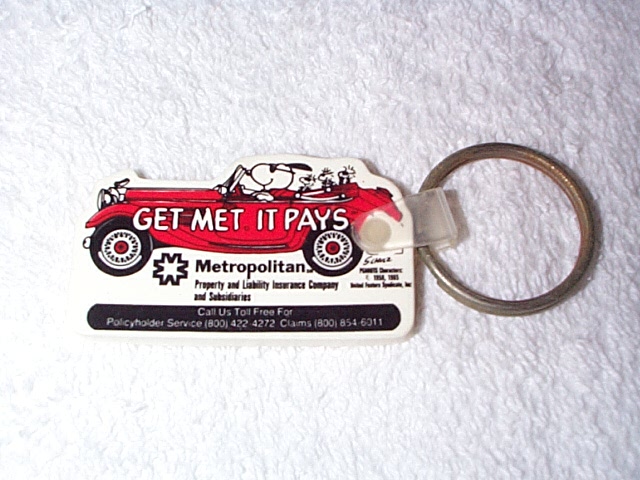 GET MET IT PAYS
Metropolitan
Property and Liability Insurance Company
and Subsidiaries
Schulz
PEANUTS Characters:
© 1958, 1965
United Feature Syndicate, Inc
Call Us Toll Free For
Policyholder Service (800) 422-4272 Claims (800) 854-6011